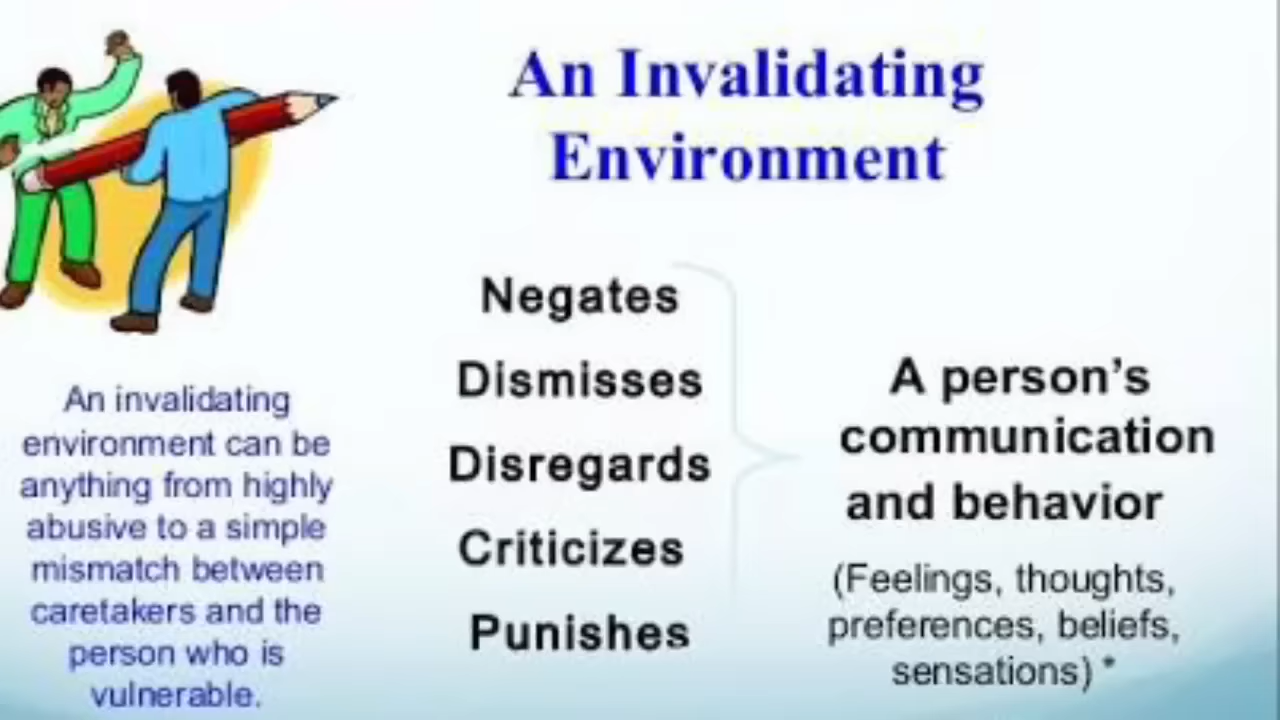 An Invalidating
Environment
Negates
Dismisses
Disregards
Criticizes
Punishes
A person's
communication
and behavior
(Feelings, thoughts,
preferences, beliefs,
sensations) *
An invalidating
environment can be
anything from highly
abusive to a simple
mismatch between
caretakers and the
person who is
vulnerable.